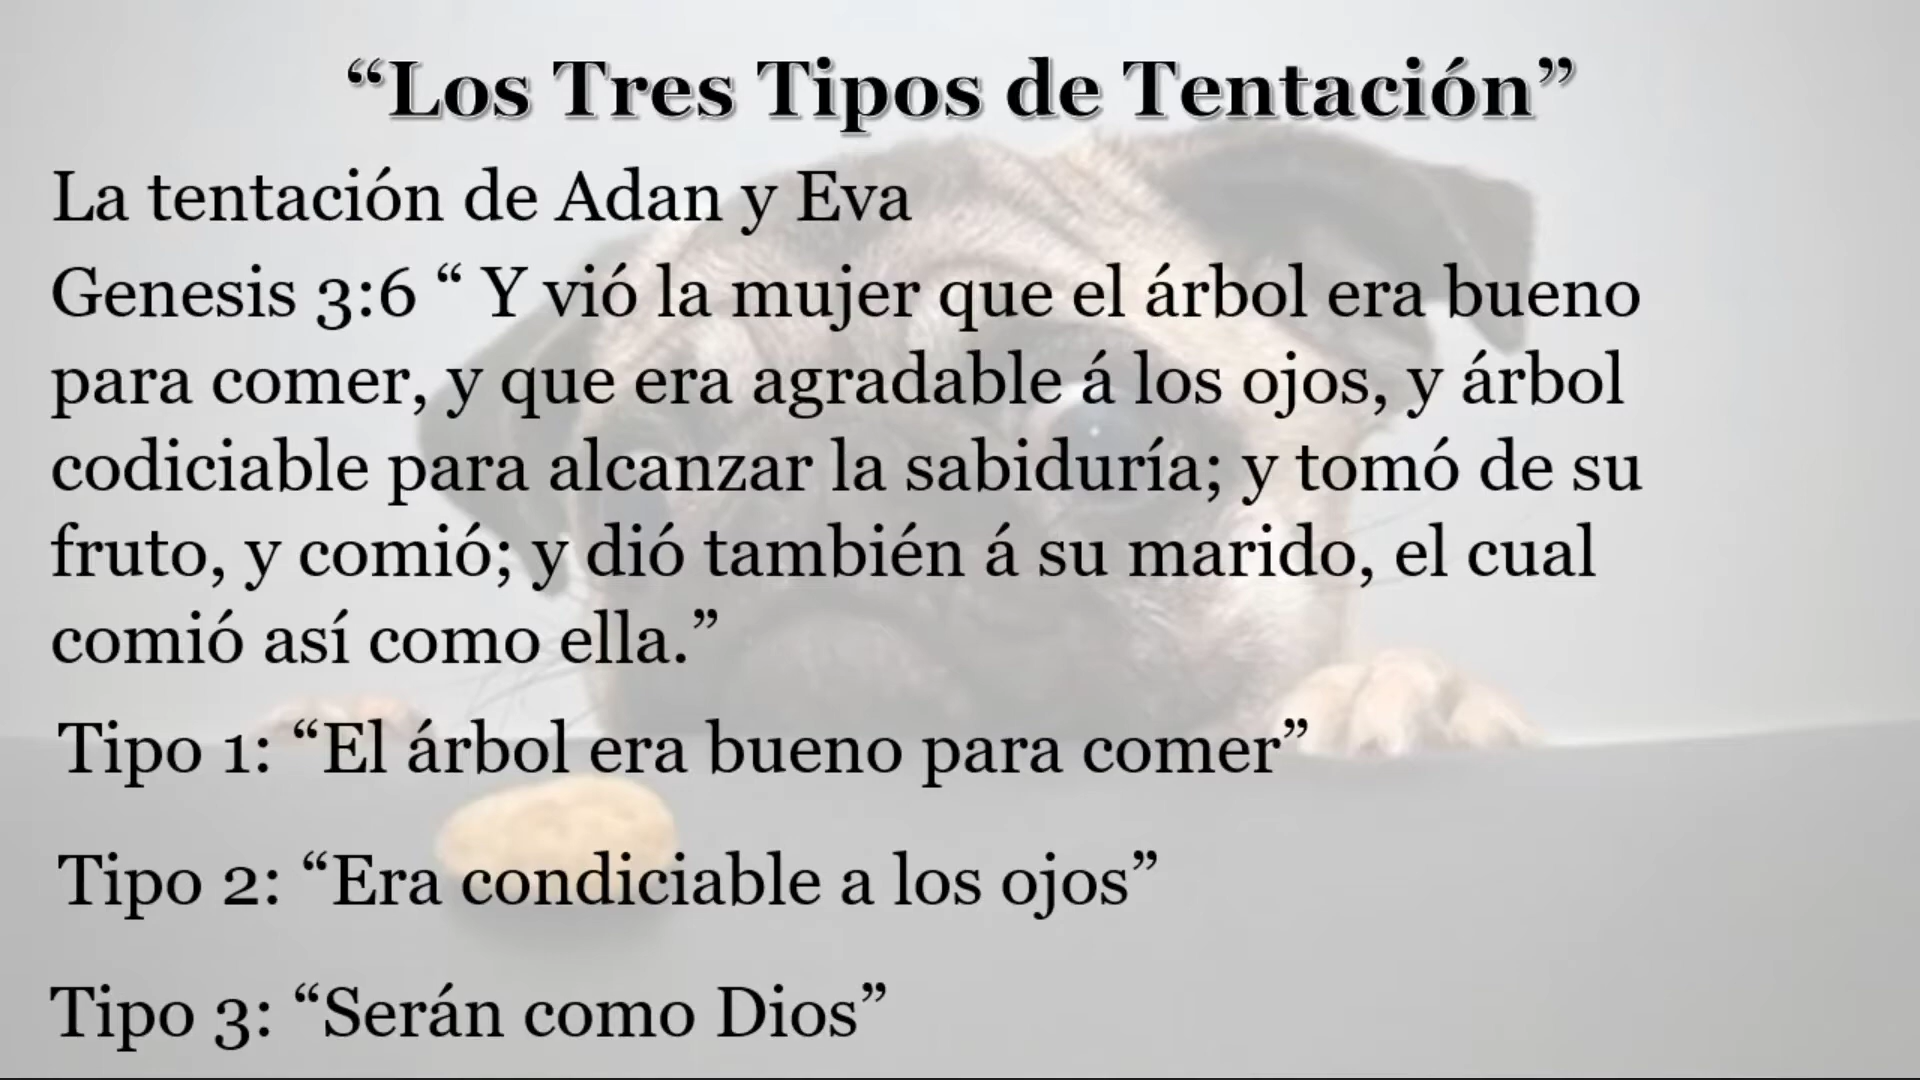 “Los Tres Tipos de Tentación”
La tentación de Adan y Eva
Genesis 3:6 “ Y vió la mujer que el árbol era bueno
para comer, y que era agradable á los ojos, y árbol
codiciable para alcanzar la sabiduría; y tomó de su
fruto, y comió; y dió también á su marido, el cual
comió así como ella.”
Tipo 1: “El árbol era bueno para comer”
Tipo 2: “Era condiciable a los ojos”
Tipo 3: “Serán como Dios”